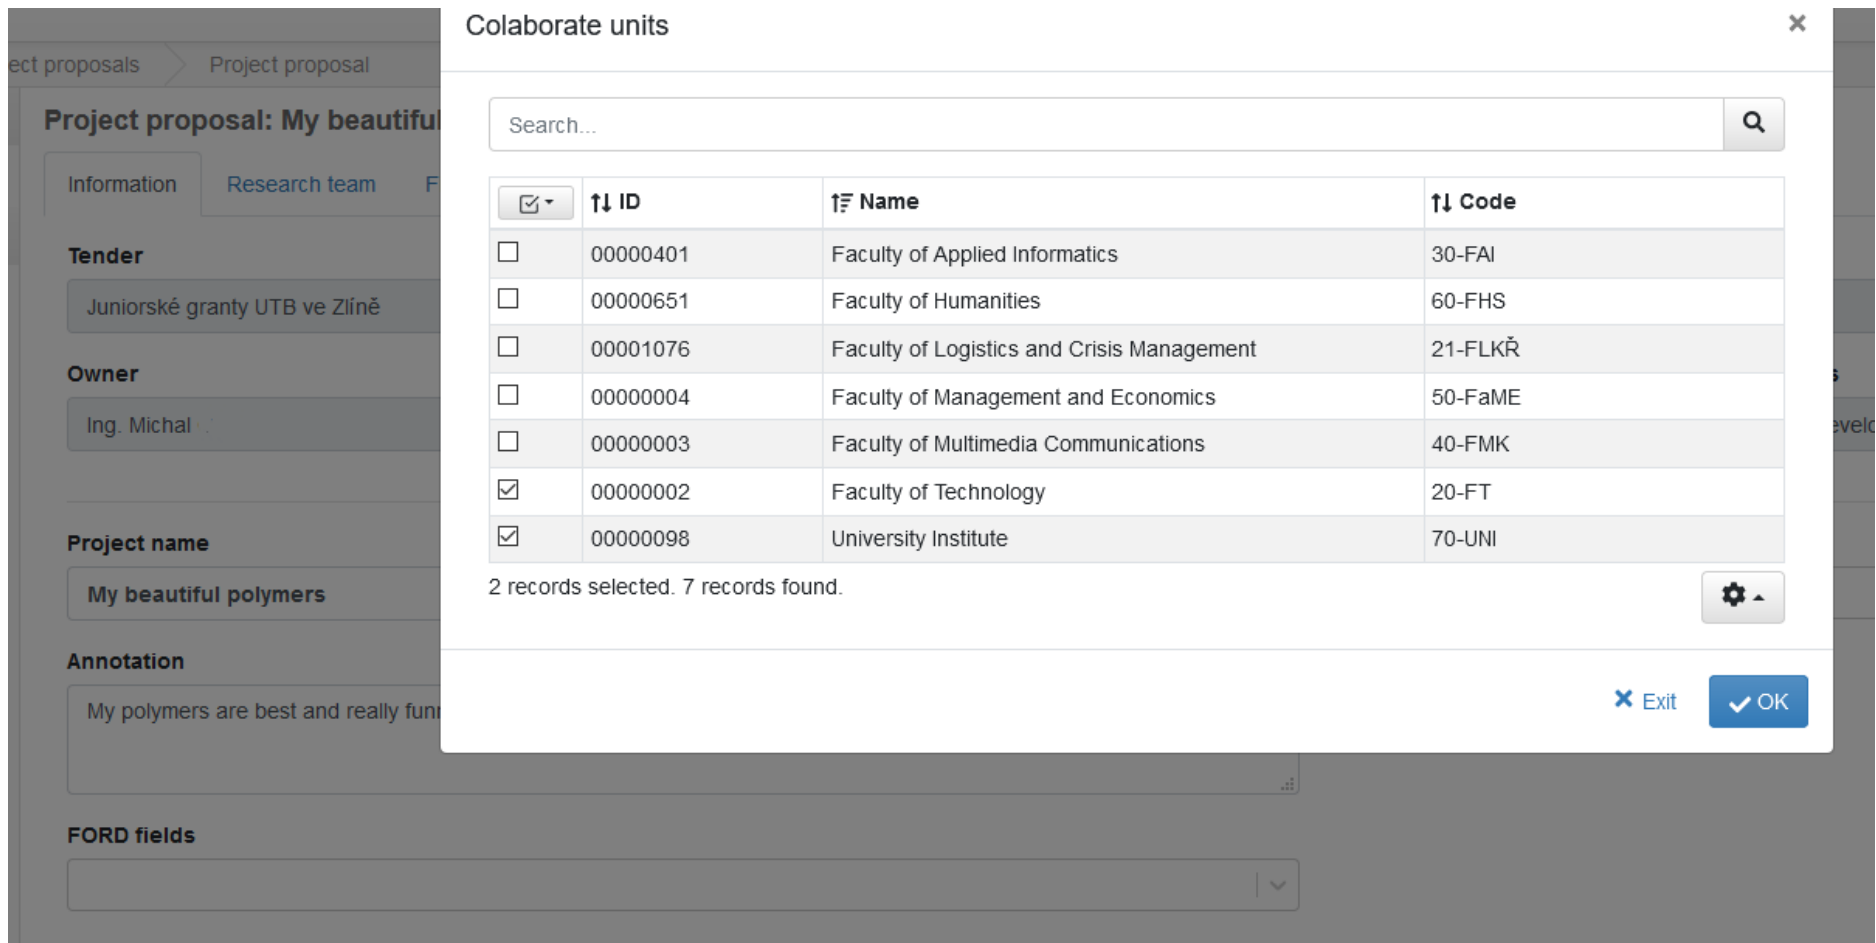 Colaborate units
×
ect proposals
Project proposal
Project proposal: My beautiful
Search...
Information
Research team
F
ID
Name
Code
00000401 Faculty of Applied Informatics 30-FAI
00000651 Faculty of Humanities 60-FHS
00001076 Faculty of Logistics and Crisis Management 21-FLKŘ
00000004 Faculty of Management and Economics 50-FaME
00000003 Faculty of Multimedia Communications 40-FMK
00000002 Faculty of Technology 20-FT
00000098 University Institute 70-UNI
2 records selected. 7 records found.
Exit
OK
Tender
Juniorské granty UTB ve Zlíně
Owner
Ing. Michal
Project name
My beautiful polymers
Annotation
My polymers are best and really
FORD fields